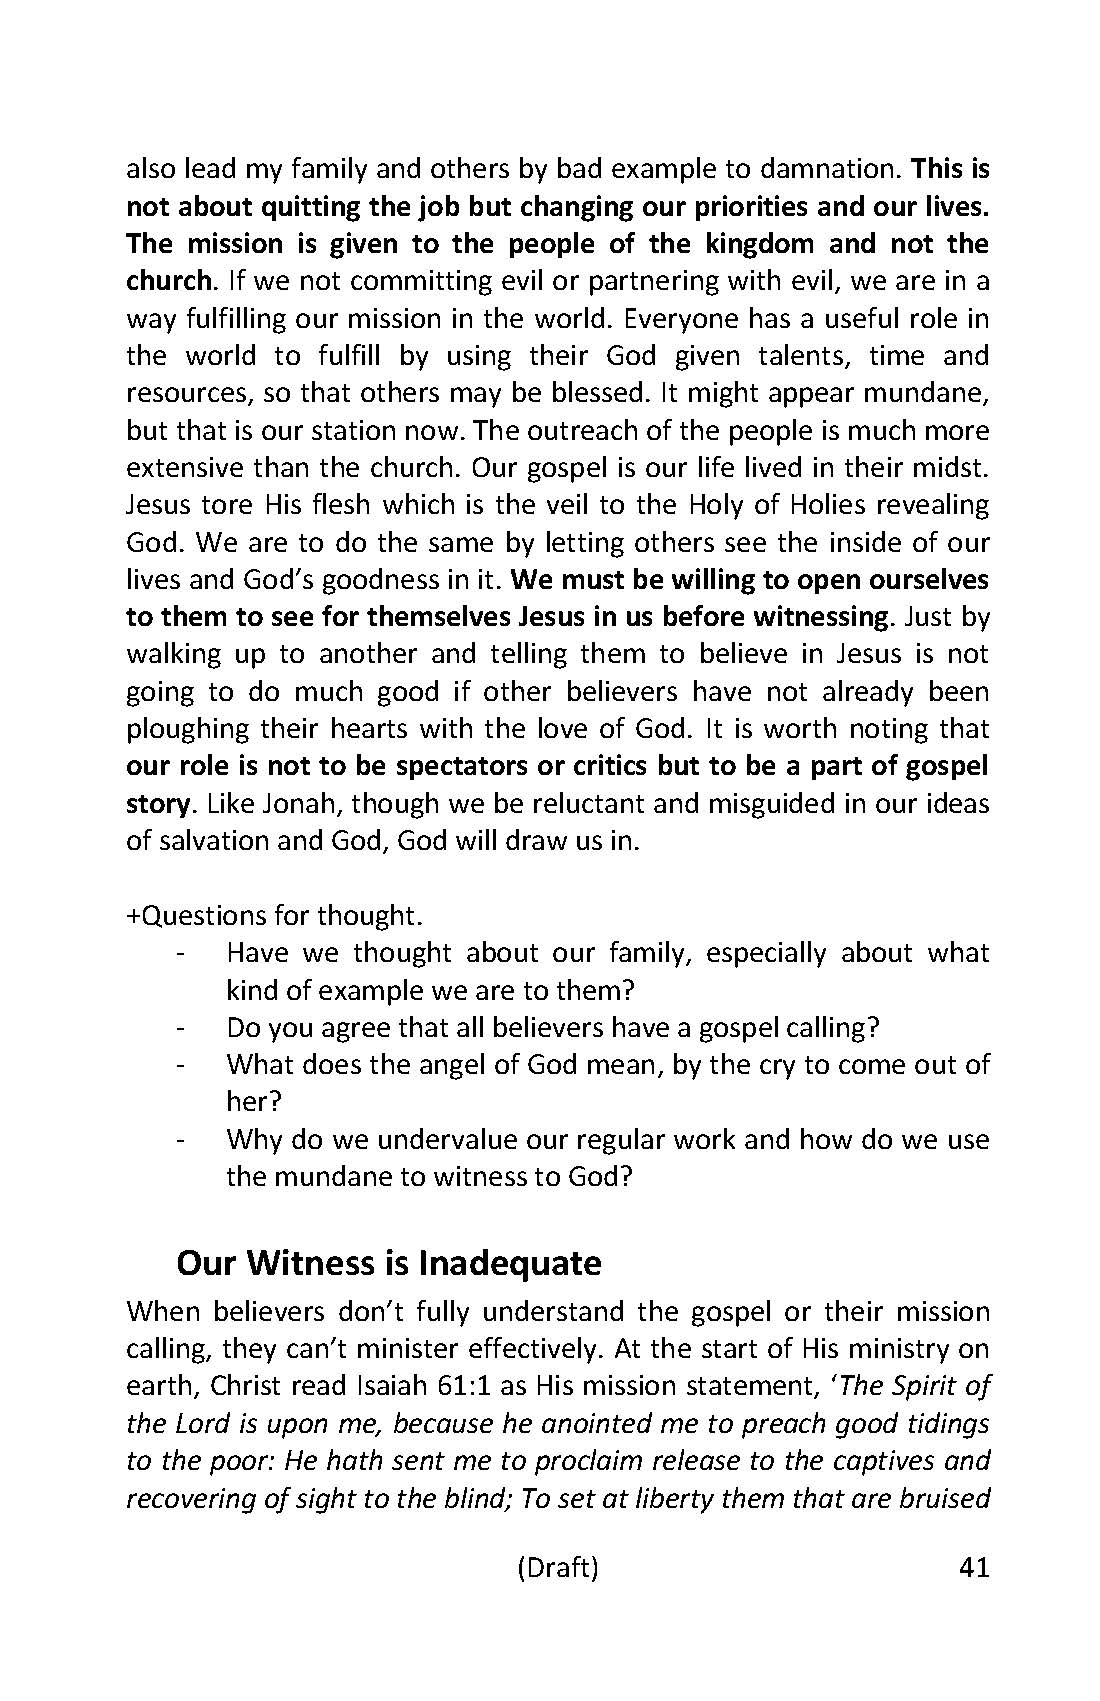 also lead my family and others by bad example to damnation. This is
not about quitting the job but changing our priorities and our lives.
The mission is given to the people of the kingdom and not the
church. If we not committing evil or partnering with evil, we are in a
way fulfilling our mission in the world. Everyone has a useful role in
the world to fulfill by using their God given talents, time and
resources, so that others may be blessed. It might appear mundane,
but that is our station now. The outreach of the people is much more
extensive than the church. Our gospel is our life lived in their midst.
Jesus tore His flesh which is the veil to the Holy of Holies revealing
God. We are to do the same by letting others see the inside of our
lives and God’s goodness in it. We must be willing to open ourselves
to them to see for themselves Jesus in us before witnessing. Just by
walking up to another and telling them to believe in Jesus is not
going to do much good if other believers have not already been
ploughing their hearts with the love of God. It is worth noting that
our role is not to be spectators or critics but to be a part of gospel
story. Like Jonah, though we be reluctant and misguided in our ideas
of salvation and God, God will draw us in.
+Questions for thought.
- Have we thought about our family, especially about what
kind of example we are to them?
- Do you agree that all believers have a gospel calling?
- What does the angel of God mean, by the cry to come out of
her?
- Why do we undervalue our regular work and how do we use
the mundane to witness to God?
Our Witness is Inadequate
When believers don’t fully understand the gospel or their mission
calling, they can’t minister effectively. At the start of His ministry on
earth, Christ read Isaiah 61:1 as His mission statement, ‘The Spirit of
the Lord is upon me, because he anointed me to preach good tidings
to the poor: He hath sent me to proclaim release to the captives and
recovering of sight to the blind; To set at liberty them that are bruised
(Draft) 41